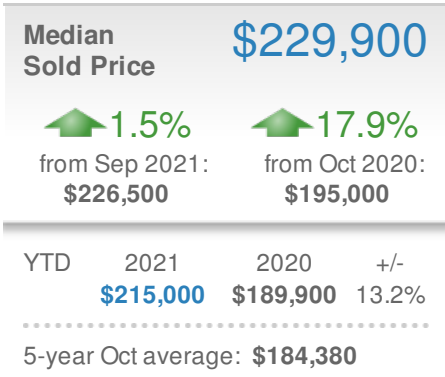 Median
Sold Price
$229,900
1.5%
from Sep 2021:
$226,500
17.9%
from Oct 2020:
$195,000
YTD 2021 2020 +/-
$215,000 $189,900 13.2%
5-year Oct average: $184,380